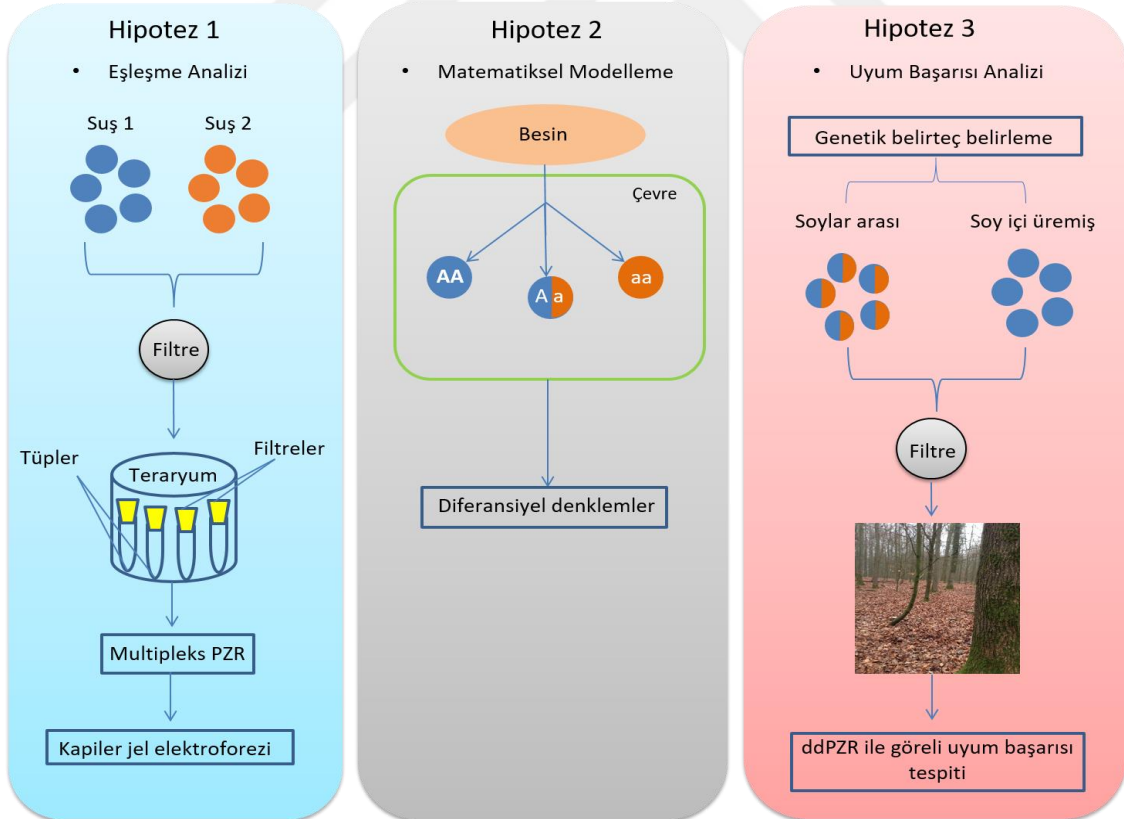 Hipotez 1
• Eşleşme Analizi
Suş 1
Suş 2
Filtre
Tüpler
Filtreler
Teraryum
Multipleks PZR
Kapiler jel elektroforezi
Hipotez 2
• Matematiksel Modelleme
Besin
Çevre
AA
A a
aa
Diferansiyel denklemler
Hipotez 3
• Uyum Başarısı Analizi
Genetik belirteç belirleme
Soylar arası
Soy içi üremiş
Filtre
ddPZR ile göreli uyum başarısı
tespiti